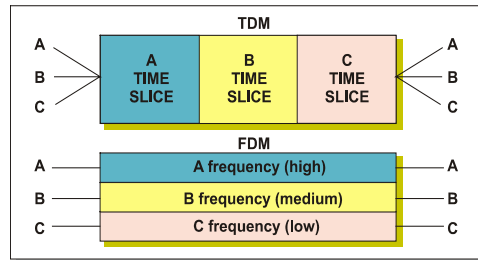 TDM
A A
B B
C C
A TIME SLICE
B TIME SLICE
C TIME SLICE
FDM
A A frequency (high) A
B B frequency (medium) B
C C frequency (low) C